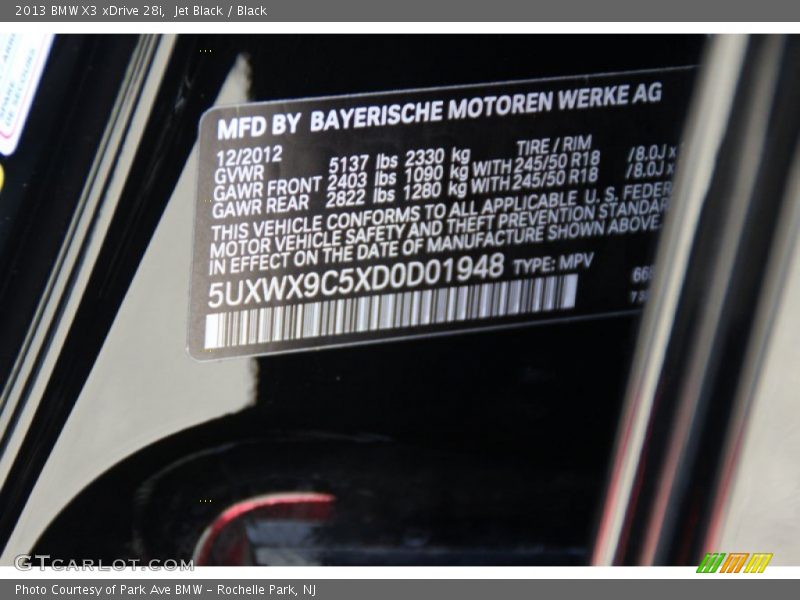 2013 BMW X3 xDrive 28i, Jet Black / Black
MFD BY BAYERISCHE MOTOREN WERKE AG
12/2012 TIRE / RIM
GVWR 5137 lbs 2330 kg
GAWR FRONT 2403 lbs 1090 kg WITH 245/50 R18 /8.0J x
GAWR REAR 2822 lbs 1280 kg WITH 245/50 R18 /8.0J x
THIS VEHICLE CONFORMS TO ALL APPLICABLE U. S. FEDER
MOTOR VEHICLE SAFETY AND THEFT PREVENTION STANDAR
IN EFFECT ON THE DATE OF MANUFACTURE SHOWN ABOVE
5UXWX9C5XD0D01948 TYPE: MPV
GTCARLOT.COM
Photo Courtesy of Park Ave BMW - Rochelle Park, NJ